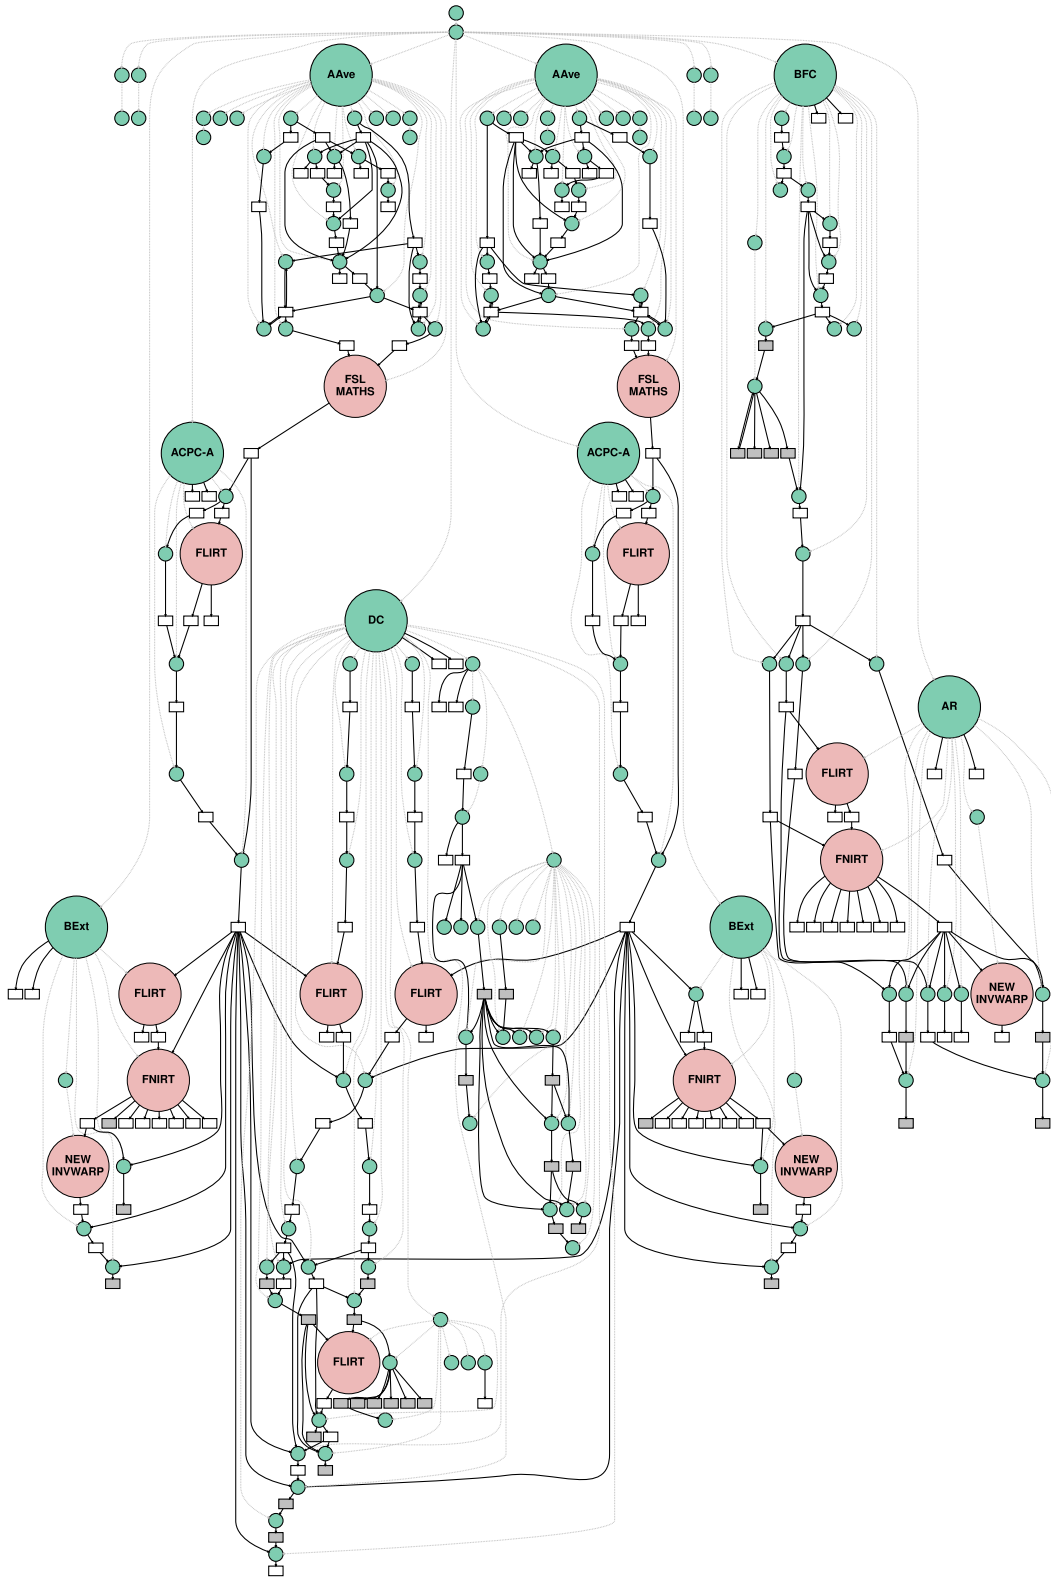 AAve
AAve
BFC
FSL
MATHS
FSL
MATHS
ACPC-A
ACPC-A
FLIRT
FLIRT
DC
AR
FLIRT
FNIRT
BExt
BExt
FLIRT
FLIRT
FLIRT
NEW
INVWARP
FNIRT
FNIRT
NEW
INVWARP
NEW
INVWARP
FLIRT